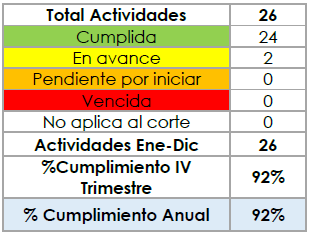 Total Actividades 26
Cumplida 24
En avance 2
Pendiente por iniciar 0
Vencida 0
No aplica al corte 0
Actividades Ene-Dic 26
%Cumplimiento IV
Trimestre 92%
% Cumplimiento Anual 92%